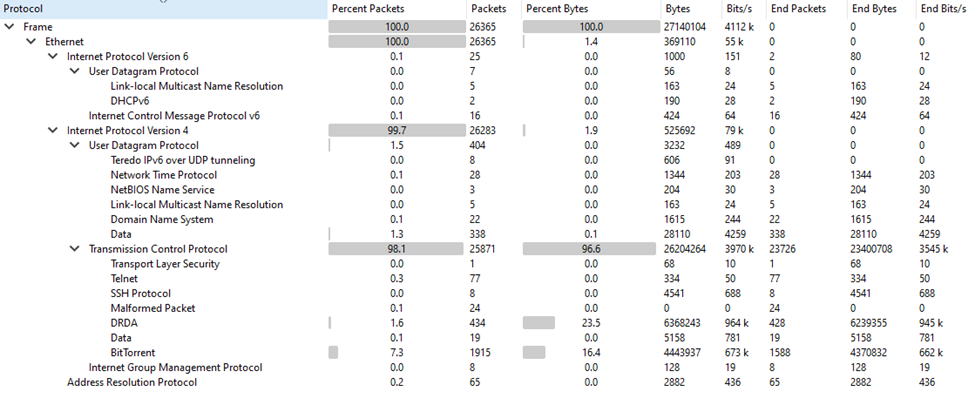 Protocol Percent Packets Packets Percent Bytes Bytes Bits/s End Packets End Bytes End Bits/s
Frame 100.0 26365 100.0 27140104 4112 k 0 0 0
Ethernet 100.0 26365 1.4 369110 55 k 0 0 0
Internet Protocol Version 6 0.1 25 0.0 1000 151 2 80 12
User Datagram Protocol 0.0 7 0.0 56 8 0 0 0
Link-local Multicast Name Resolution 0.0 5 0.0 163 24 5 163 24
DHCPv6 0.0 2 0.0 190 28 2 190 28
Internet Control Message Protocol v6 0.1 16 0.0 424 64 16 424 64
Internet Protocol Version 4 99.7 26283 1.9 525692 79 k 0 0 0
User Datagram Protocol 1.5 404 0.0 3232 489 0 0 0
Teredo IPv6 over UDP tunneling 0.0 8 0.0 606 91 0 0 0
Network Time Protocol 0.1 28 0.0 1344 203 28 1344 203
NetBIOS Name Service 0.0 3 0.0 204 30 3 204 30
Link-local Multicast Name Resolution 0.0 5 0.0 163 24 5 163 24
Domain Name System 0.1 22 0.0 1615 244 22 1615 244
Data 1.3 338 0.1 28110 4259 338 28110 4259
Transmission Control Protocol 98.1 25871 96.6 26204264 3970 k 23726 23400708 3545 k
Transport Layer Security 0.0 1 0.0 68 10 1 68 10
Telnet 0.3 77 0.0 334 50 77 334 50
SSH Protocol 0.0 8 0.0 4541 688 8 4541 688
Malformed Packet 0.1 24 0.0 0 0 24 0 0
DRDA 1.6 434 23.5 6368243 964 k 428 6239355 945 k
Data 0.1 19 0.0 5158 781 19 5158 781
BitTorrent 7.3 1915 16.4 4443937 673 k 1588 4370832 662 k
Internet Group Management Protocol 0.0 8 0.0 128 19 8 128 19
Address Resolution Protocol 0.2 65 0.0 2882 436 65 2882 436